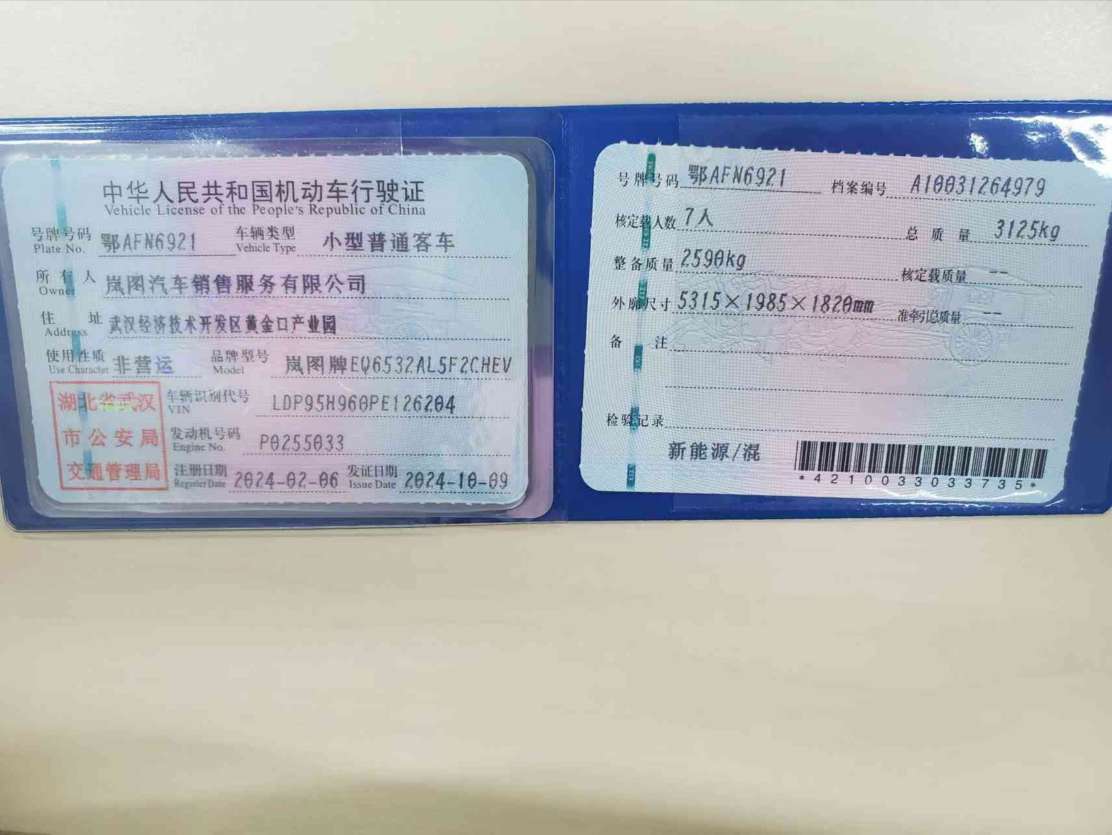 中华人民共和国机动车行驶证
Vehicle License of the People's Republic of China
号牌号码 鄂AFN6921 车辆类型 小型普通客车
Plate No. Vehicle Type
所有人 岚图汽车销售服务有限公司
Owner
住址 武汉经济技术开发区黄金口产业园
Address
使用性质 非营运 品牌型号 岚图牌EQ6532AL5F2CHEV
Use Character Model
湖北省武汉
市公安局
交通管理局
车辆识别代号 LDP95H960PE126204
VIN
发动机号码 P0255033
Engine No.
注册日期 2024-02-06 发证日期 2024-10-09
Register Date Issue Date
号牌号码 鄂AFN6921 档案编号 A10031264979
核定载人数 7人 总质量 3125kg
整备质量 2590kg 核定载质量 --
外廓尺寸 5315×1985×1820mm 准牵引总质量 --
备注
检验记录
新能源/混
*4210033033735*